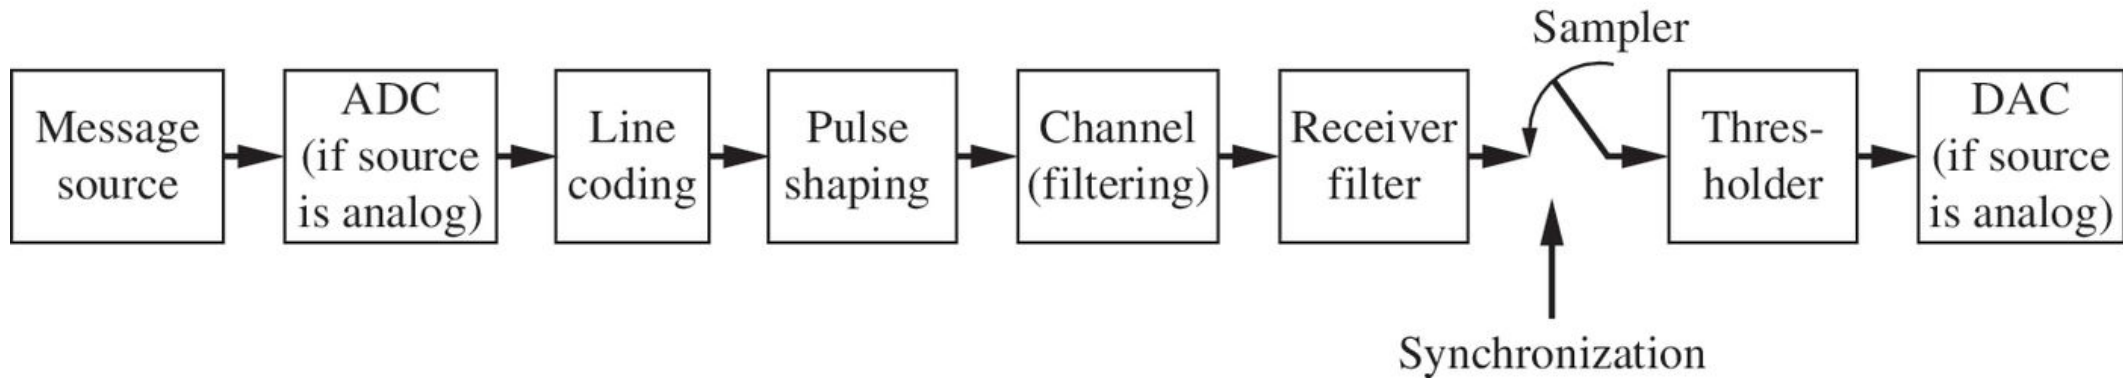 Message
source
ADC
(if source
is analog)
Line
coding
Pulse
shaping
Channel
(filtering)
Receiver
filter
Sampler
Synchronization
Thres-
holder
DAC
(if source
is analog)